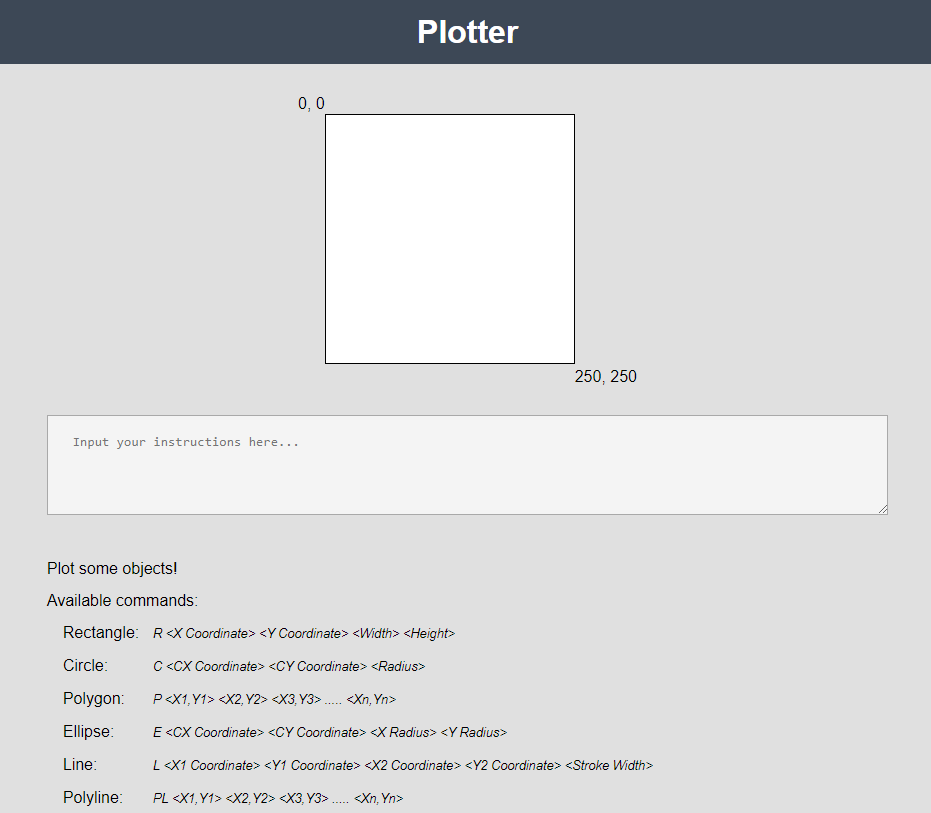 Plotter
0, 0
250, 250
Input your instructions here...
Plot some objects!
Available commands:
Rectangle: R <X Coordinate> <Y Coordinate> <Width> <Height>
Circle: C <CX Coordinate> <CY Coordinate> <Radius>
Polygon: P <X1,Y1> <X2,Y2> <X3,Y3> ..... <Xn,Yn>
Ellipse: E <CX Coordinate> <CY Coordinate> <X Radius> <Y Radius>
Line: L <X1 Coordinate> <Y1 Coordinate> <X2 Coordinate> <Y2 Coordinate> <Stroke Width>
Polyline: PL <X1,Y1> <X2,Y2> <X3,Y3> ..... <Xn,Yn>